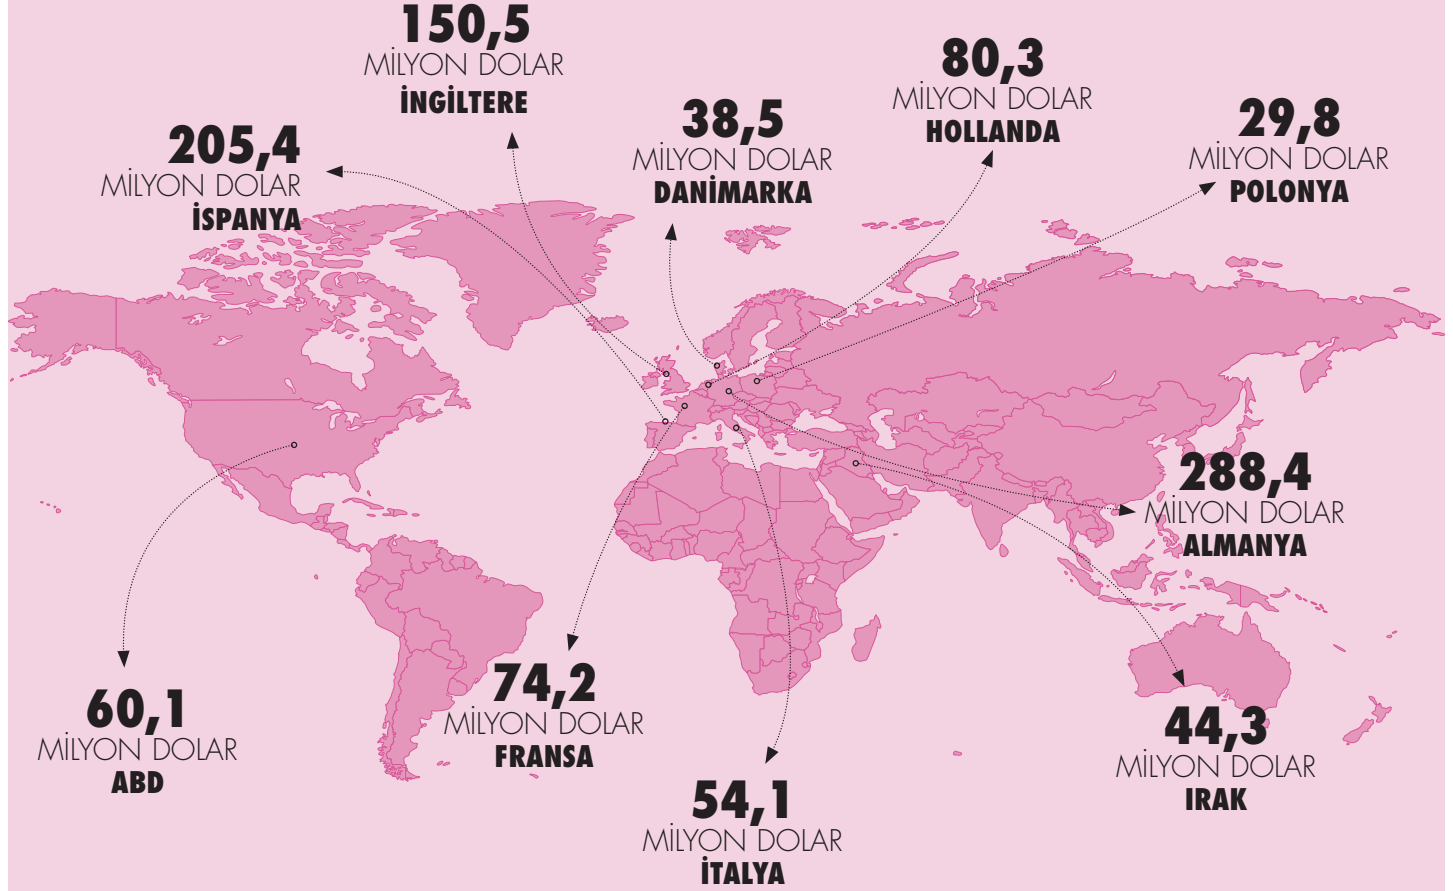 150,5
MİLYON DOLAR
İNGİLTERE
80,3
MİLYON DOLAR
HOLLANDA
38,5
MİLYON DOLAR
DANİMARKA
29,8
MİLYON DOLAR
POLONYA
205,4
MİLYON DOLAR
İSPANYA
288,4
MİLYON DOLAR
ALMANYA
60,1
MİLYON DOLAR
ABD
74,2
MİLYON DOLAR
FRANSA
44,3
MİLYON DOLAR
IRAK
54,1
MİLYON DOLAR
İTALYA